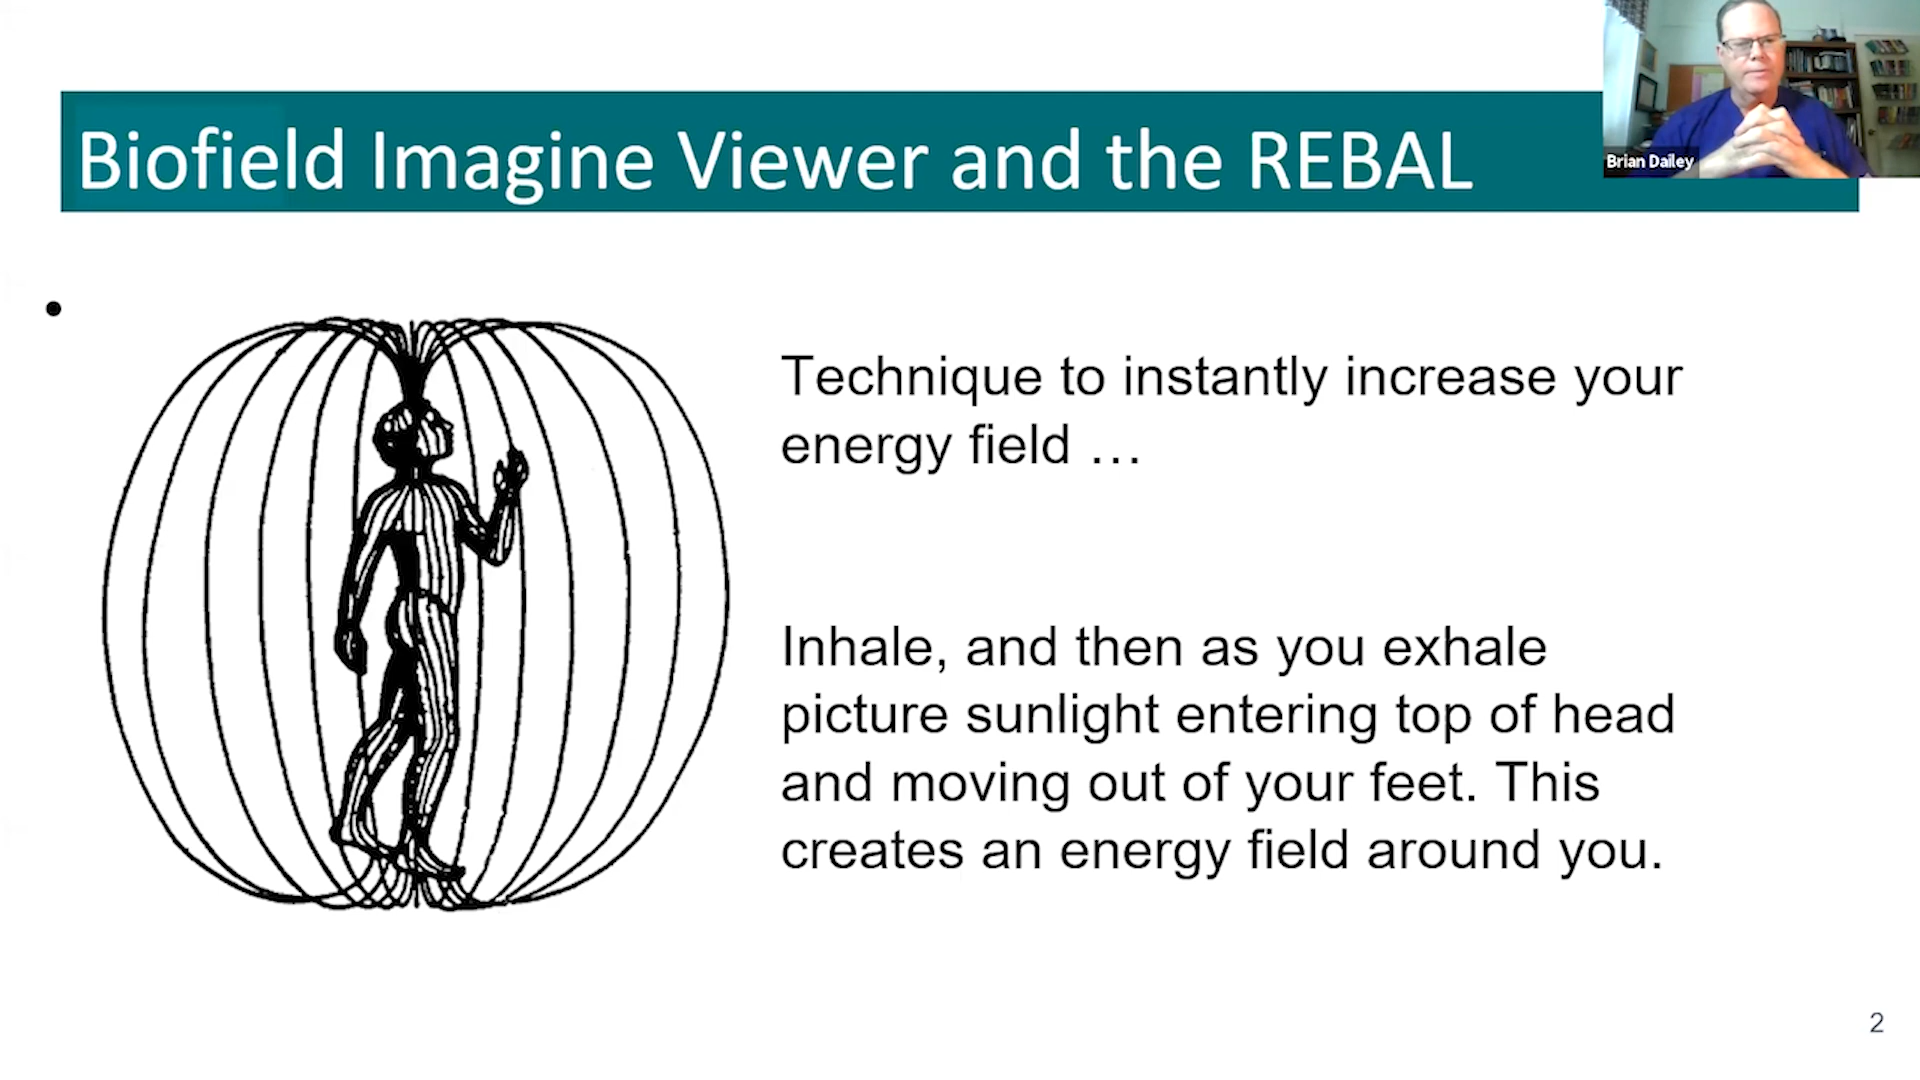 Biofield Imagine Viewer and the REBAL
Brian Dailey
•
Technique to instantly increase your
energy field …
Inhale, and then as you exhale
picture sunlight entering top of head
and moving out of your feet. This
creates an energy field around you.
2